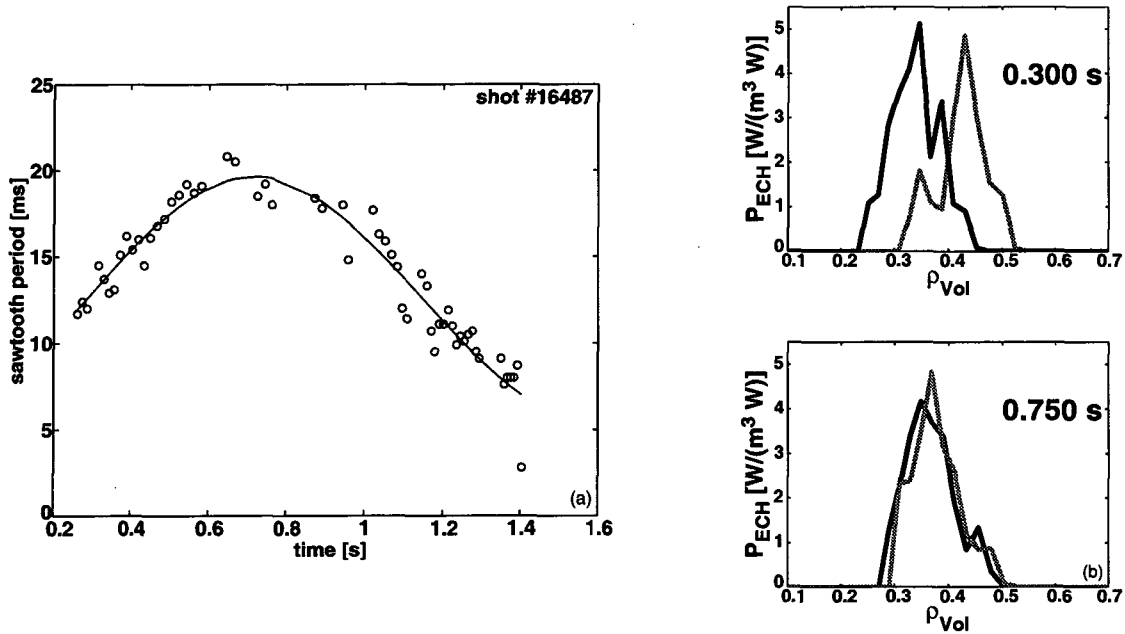 shot #16487
25
20
15
10
5
0
sawtooth period [ms]
0.2 0.4 0.6 0.8 1 1.2 1.4 1.6
time [s]
(a)
0.300 s
5
4
3
2
1
0
P_ECH [W/(m³ W)]
0.1 0.2 0.3 0.4 0.5 0.6 0.7
ρ_Vol
0.750 s
5
4
3
2
1
0
P_ECH [W/(m³ W)]
(b)
0.1 0.2 0.3 0.4 0.5 0.6 0.7
ρ_Vol